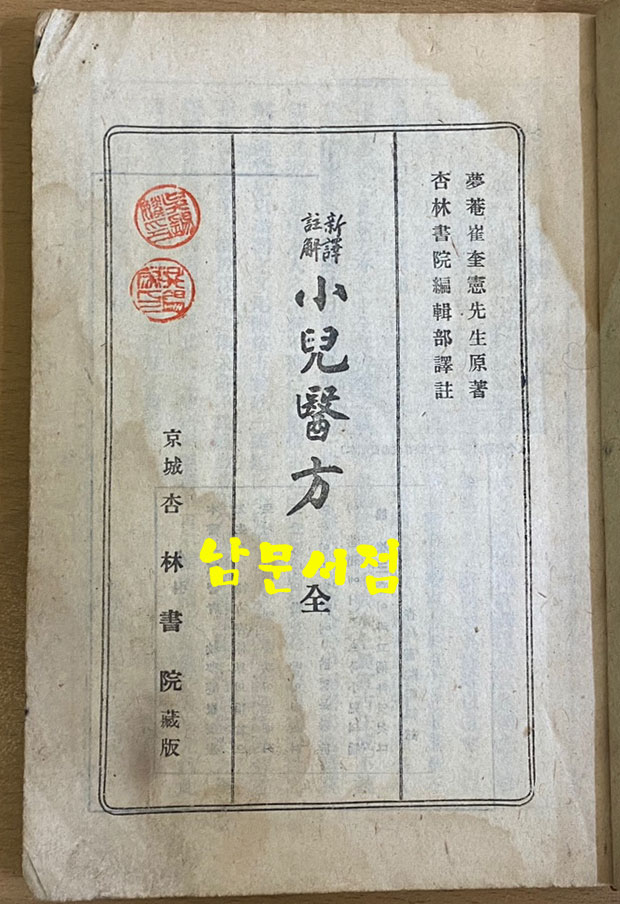 夢菴崔奎憲先生原著
杏林書院編輯部譯註
新譯
註解
小兒醫方 全
京城 杏林書院藏版
남문서점